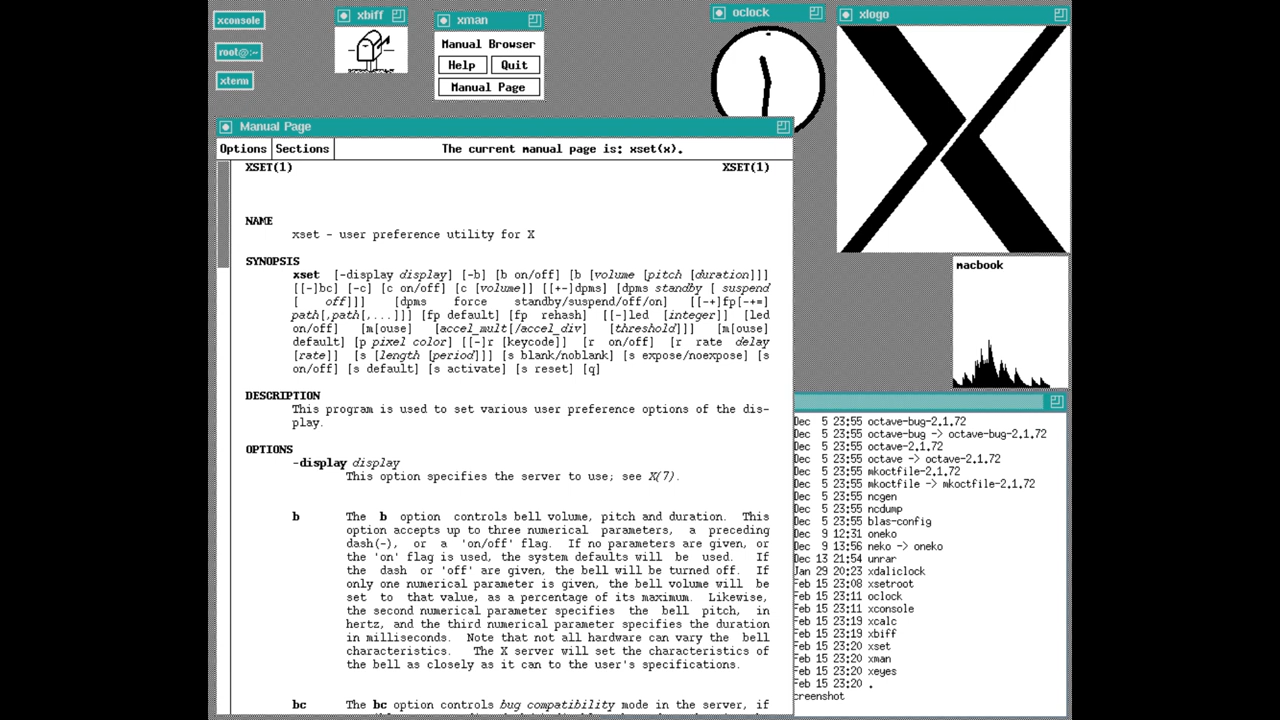 xconsole
root@:~
xterm
xbiff
xman
Manual Browser
Help Quit
Manual Page
oclock
xlogo
macbook
Manual Page
Options Sections The current manual page is: xset(x).
XSET(1) XSET(1)
NAME
xset - user preference utility for X
SYNOPSIS
xset [-display display] [-b] [b on/off] [b [volume [pitch [duration]]]
[[-]bc] [-c] [c on/off] [c [volume]] [[+-]dpms] [dpms standby [ suspend
[ off]]] [dpms force standby/suspend/off/on] [[-+]fp[-+=]
path[,path[,...]]] [fp default] [fp rehash] [[-]led [integer]] [led
on/off] [m[ouse] [accel_mult[/accel_div] [threshold]]] [m[ouse]
default] [p pixel color] [[-]r [keycode]] [r on/off] [r rate delay
[rate]] [s [length [period]]] [s blank/noblank] [s expose/noexpose] [s
on/off] [s default] [s activate] [s reset] [q]
DESCRIPTION
This program is used to set various user preference options of the dis-
play.
OPTIONS
-display display
This option specifies the server to use; see X(7).
b The b option controls bell volume, pitch and duration. This
option accepts up to three numerical parameters, a preceding
dash(-), or a 'on/off' flag. If no parameters are given, or
the 'on' flag is used, the system defaults will be used. If
the dash or 'off' are given, the bell will be turned off. If
only one numerical parameter is given, the bell volume will be
set to that value, as a percentage of its maximum. Likewise,
the second numerical parameter specifies the bell pitch, in
hertz, and the third numerical parameter specifies the duration
in milliseconds. Note that not all hardware can vary the bell
characteristics. The X server will set the characteristics of
the bell as closely as it can to the user's specifications.
bc The bc option controls bug compatibility mode in the server, if
Dec 5 23:55 octave-bug-2.1.72
Dec 5 23:55 octave-bug -> octave-bug-2.1.72
Dec 5 23:55 octave-2.1.72
Dec 5 23:55 octave -> octave-2.1.72
Dec 5 23:55 mkoctfile-2.1.72
Dec 5 23:55 mkoctfile -> mkoctfile-2.1.72
Dec 5 23:55 ncgen
Dec 5 23:55 ncdump
Dec 5 23:55 blas-config
Dec 9 12:31 oneko
Dec 9 13:56 neko -> oneko
Dec 13 21:54 unrar
Jan 29 20:23 xdaliclock
Feb 15 23:08 xsetroot
Feb 15 23:11 oclock
Feb 15 23:11 xconsole
Feb 15 23:19 xcalc
Feb 15 23:19 xbiff
Feb 15 23:20 xset
Feb 15 23:20 xman
Feb 15 23:20 xeyes
Feb 15 23:20 .
creenshot